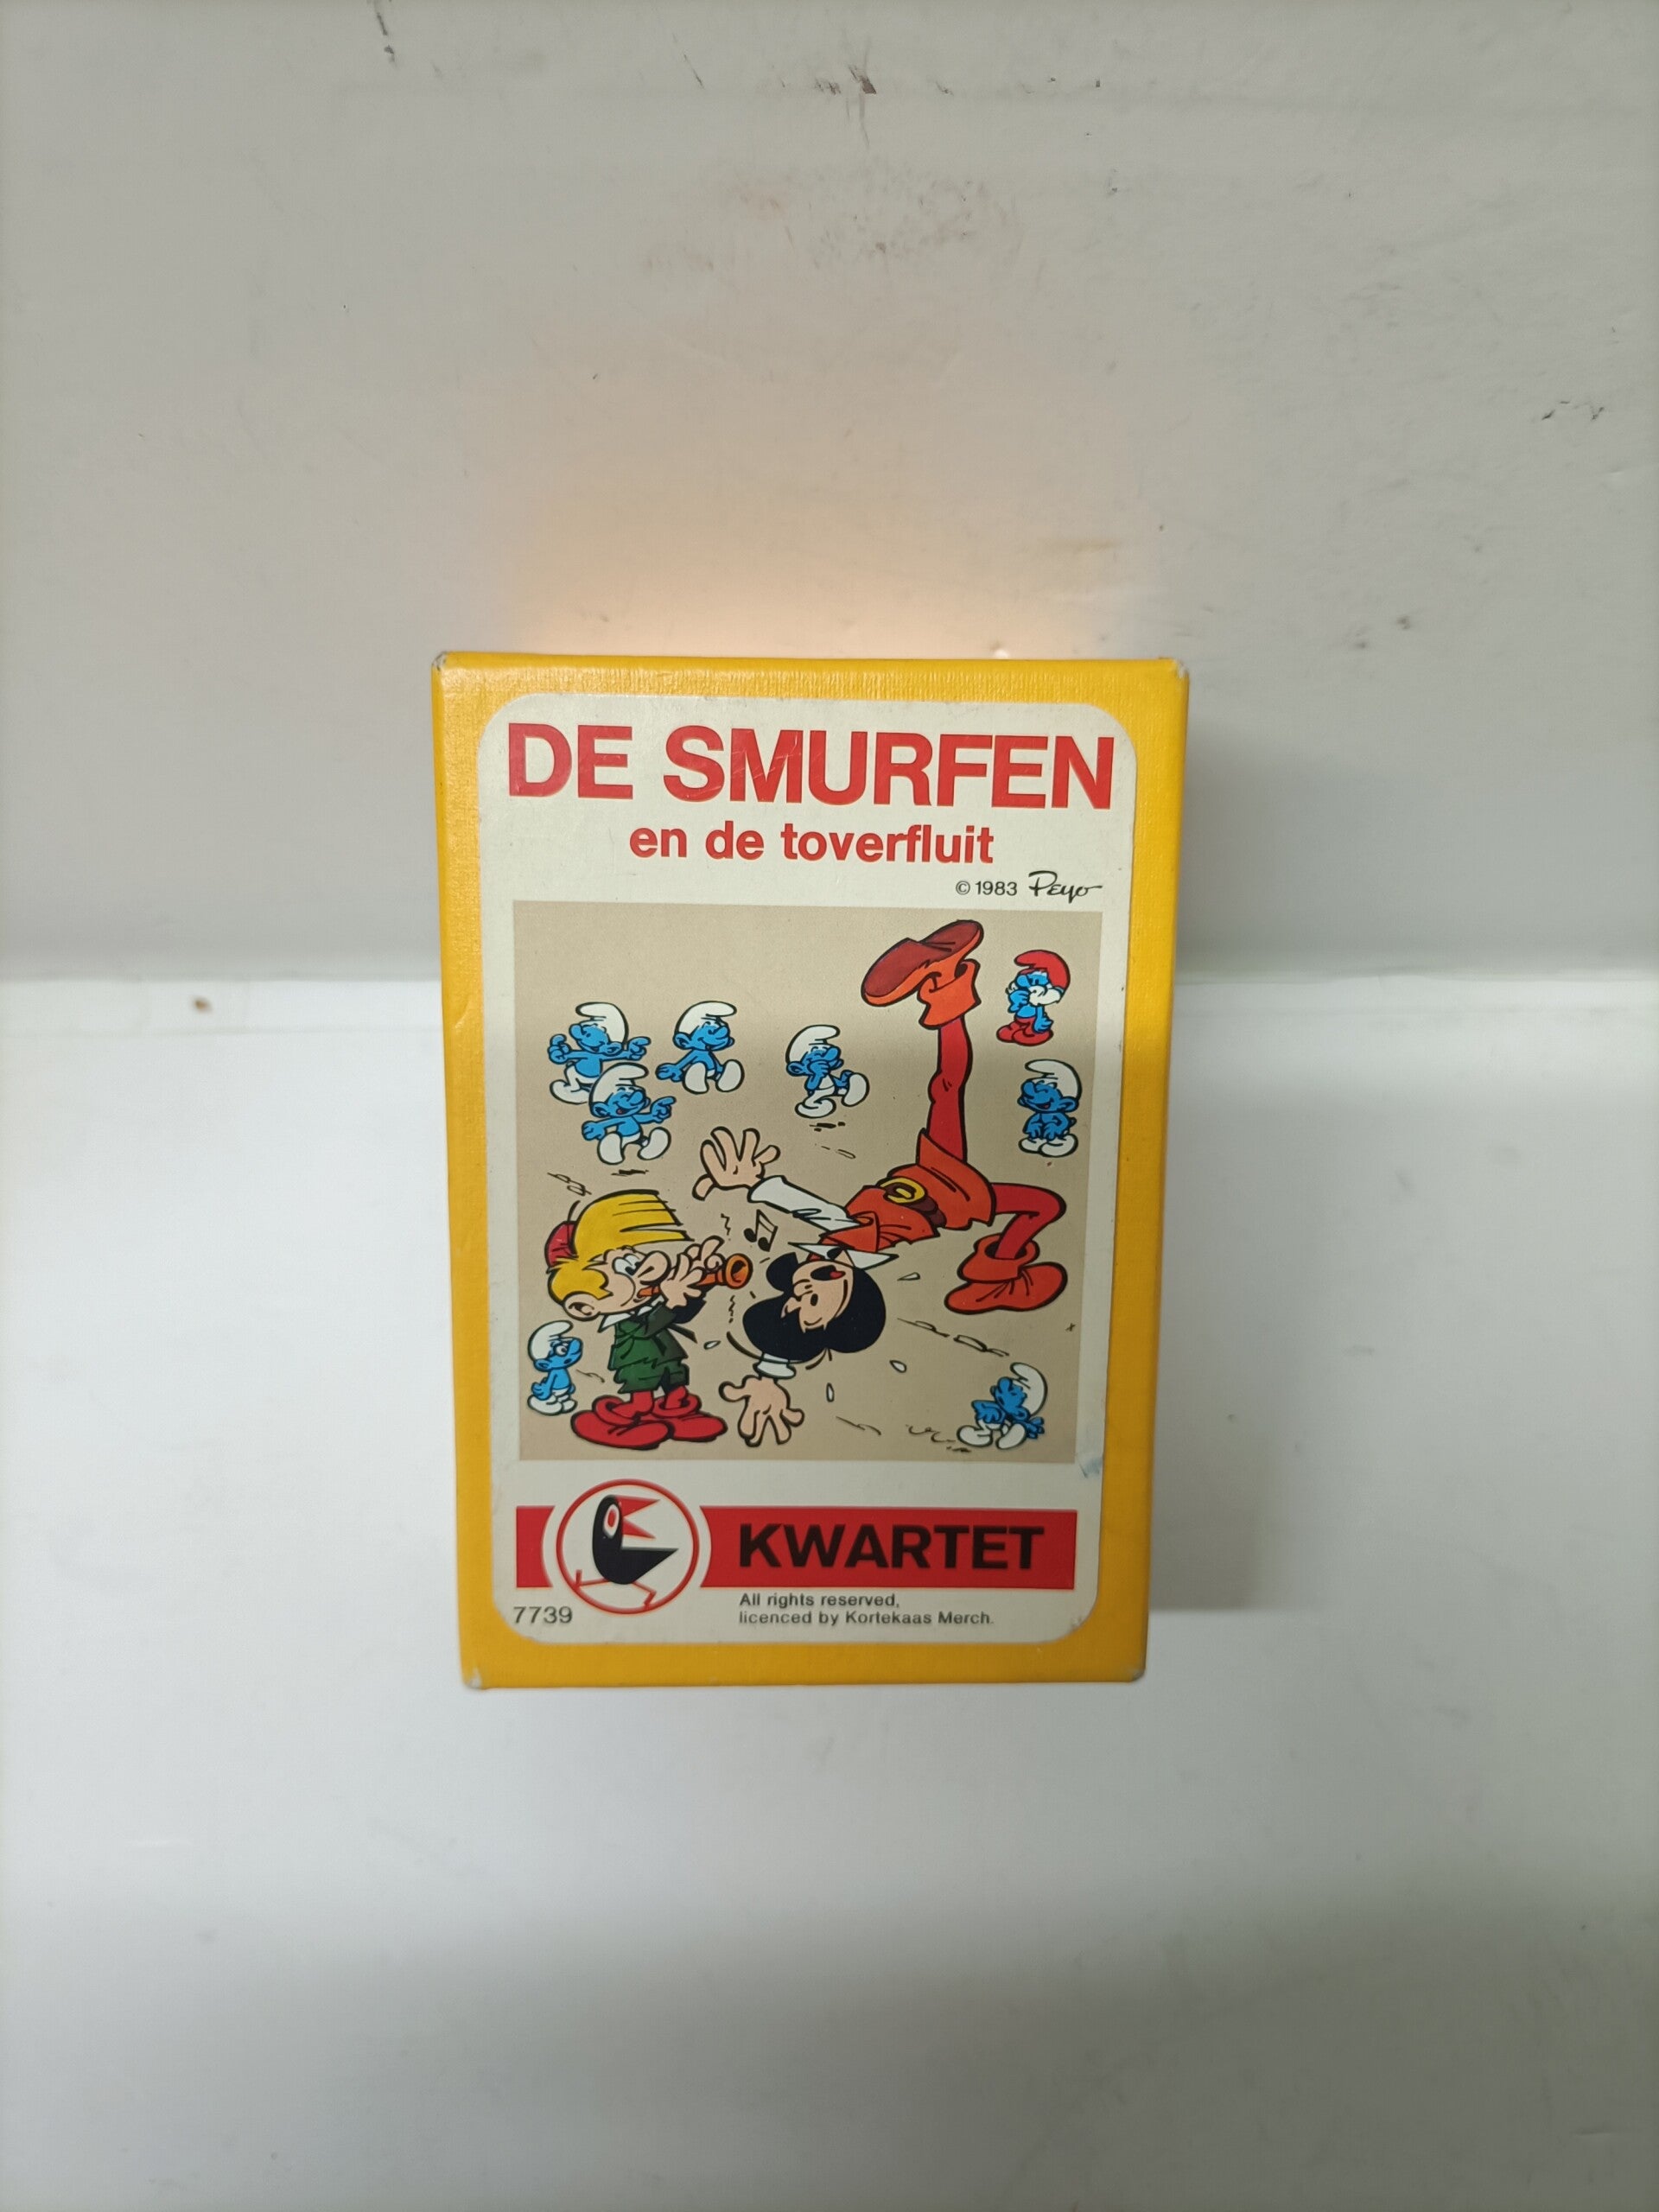 DE SMURFEN
en de toverfluit
© 1983 Peyo
KWARTET
7739
All rights reserved,
licenced by Kortekaas Merch.